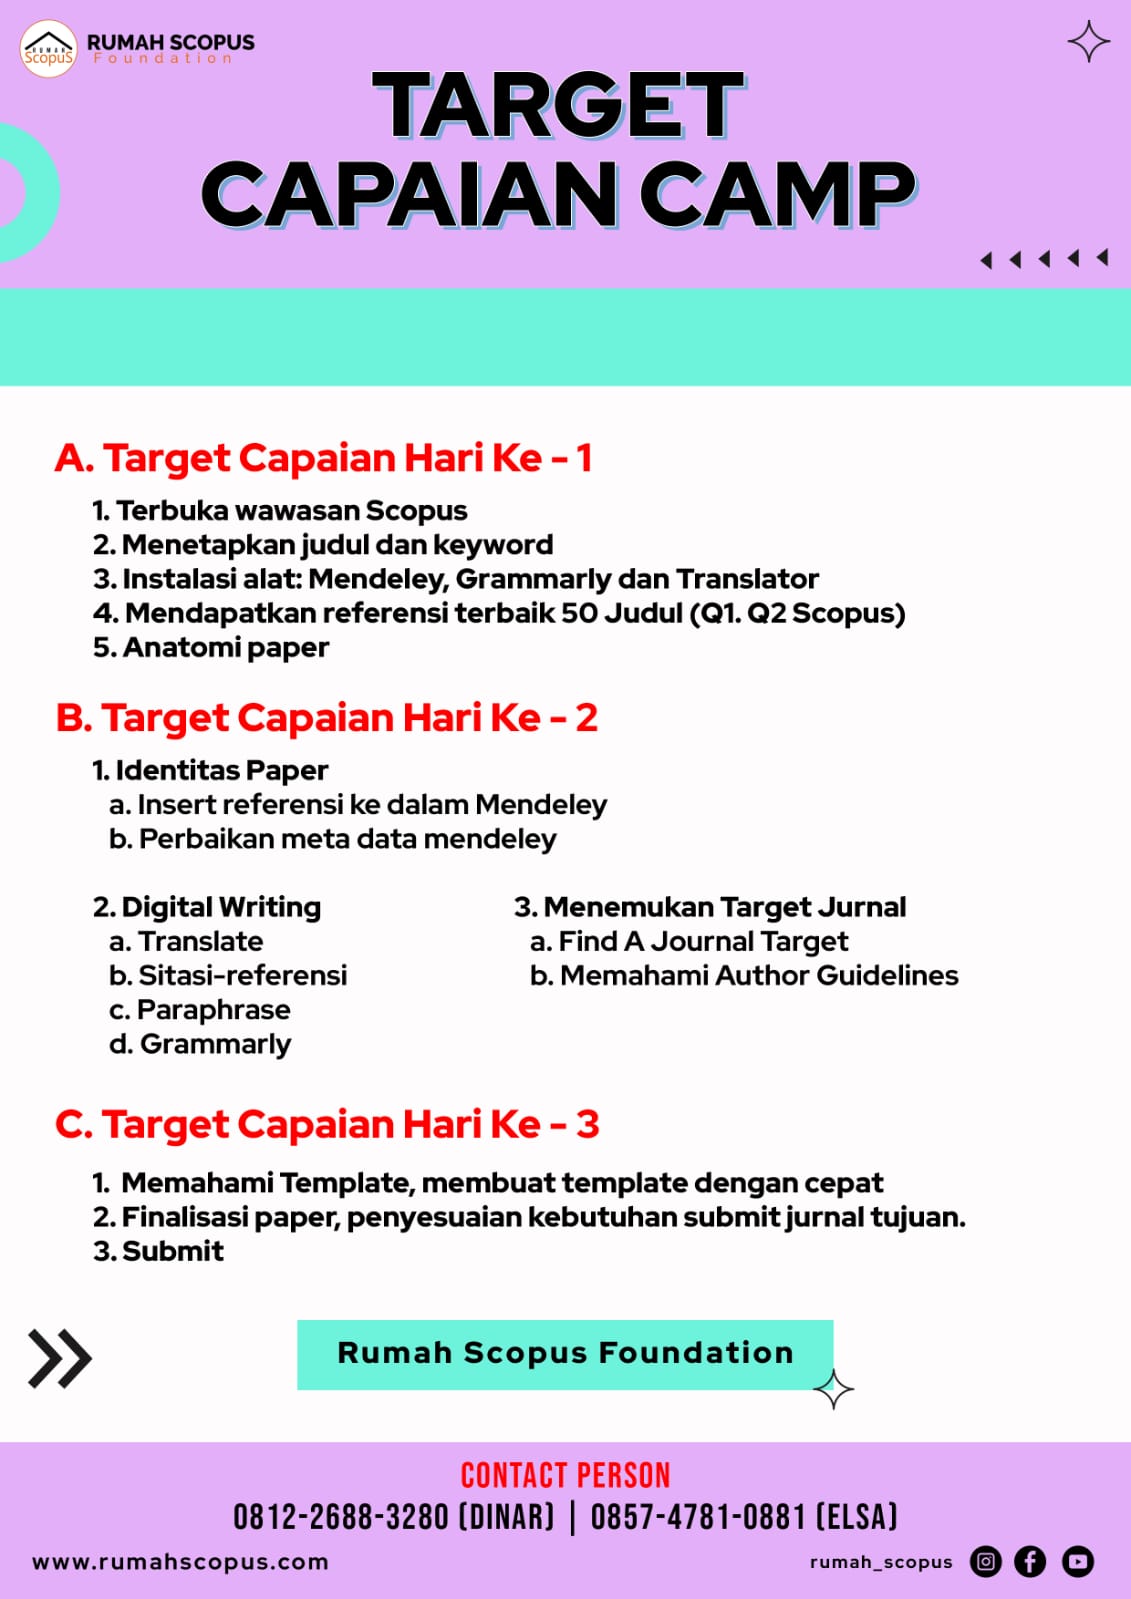 RUMAH Scopus
RUMAH SCOPUS
Foundation
TARGET
CAPAIAN CAMP
A. Target Capaian Hari Ke - 1
1. Terbuka wawasan Scopus
2. Menetapkan judul dan keyword
3. Instalasi alat: Mendeley, Grammarly dan Translator
4. Mendapatkan referensi terbaik 50 Judul (Q1. Q2 Scopus)
5. Anatomi paper
B. Target Capaian Hari Ke - 2
1. Identitas Paper
a. Insert referensi ke dalam Mendeley
b. Perbaikan meta data mendeley
2. Digital Writing
a. Translate
b. Sitasi-referensi
c. Paraphrase
d. Grammarly
3. Menemukan Target Jurnal
a. Find A Journal Target
b. Memahami Author Guidelines
C. Target Capaian Hari Ke - 3
1. Memahami Template, membuat template dengan cepat
2. Finalisasi paper, penyesuaian kebutuhan submit jurnal tujuan.
3. Submit
Rumah Scopus Foundation
CONTACT PERSON
0812-2688-3280 (DINAR) | 0857-4781-0881 (ELSA)
www.rumahscopus.com
rumah_scopus